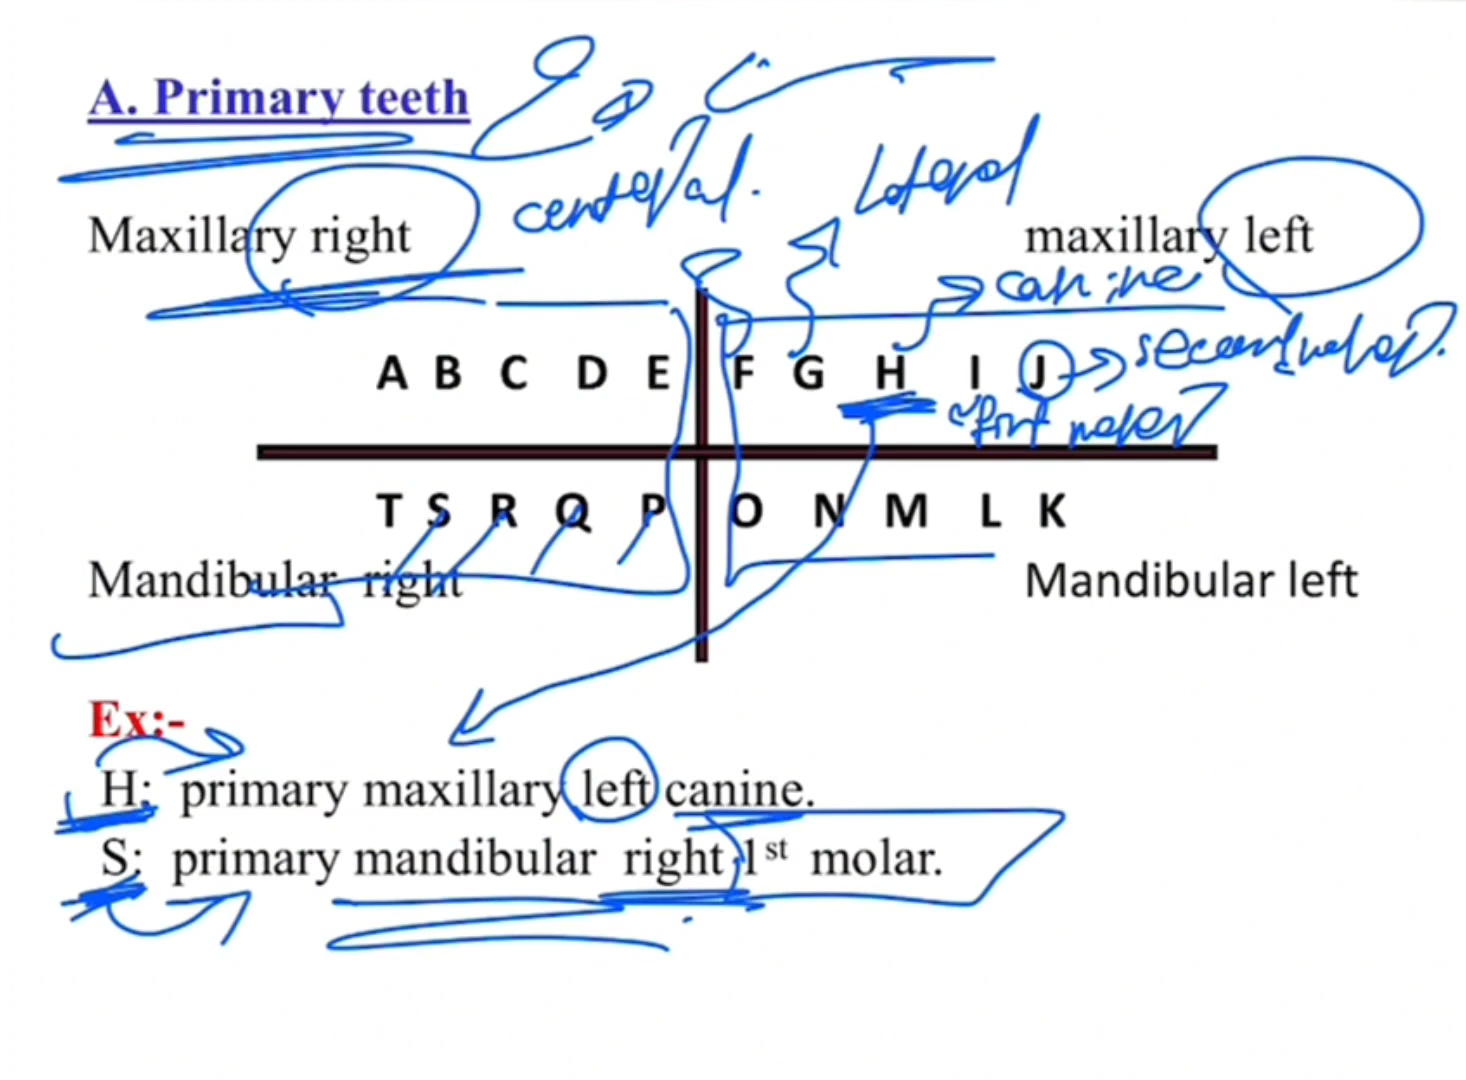 A. Primary teeth
central.
Lateral
Maxillary right
maxillary left
canine
second molar.
A B C D E F G H I J
first molar
T S R Q P O N M L K
Mandibular right
Mandibular left
Ex:-
H: primary maxillary left canine.
S: primary mandibular right 1st molar.